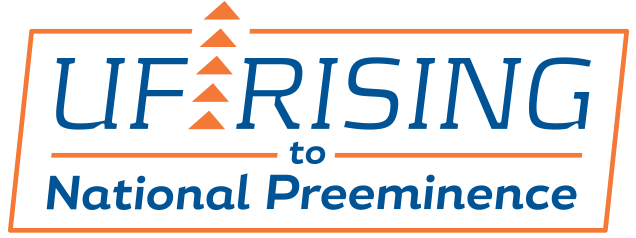 UF RISING
to
National Preeminence